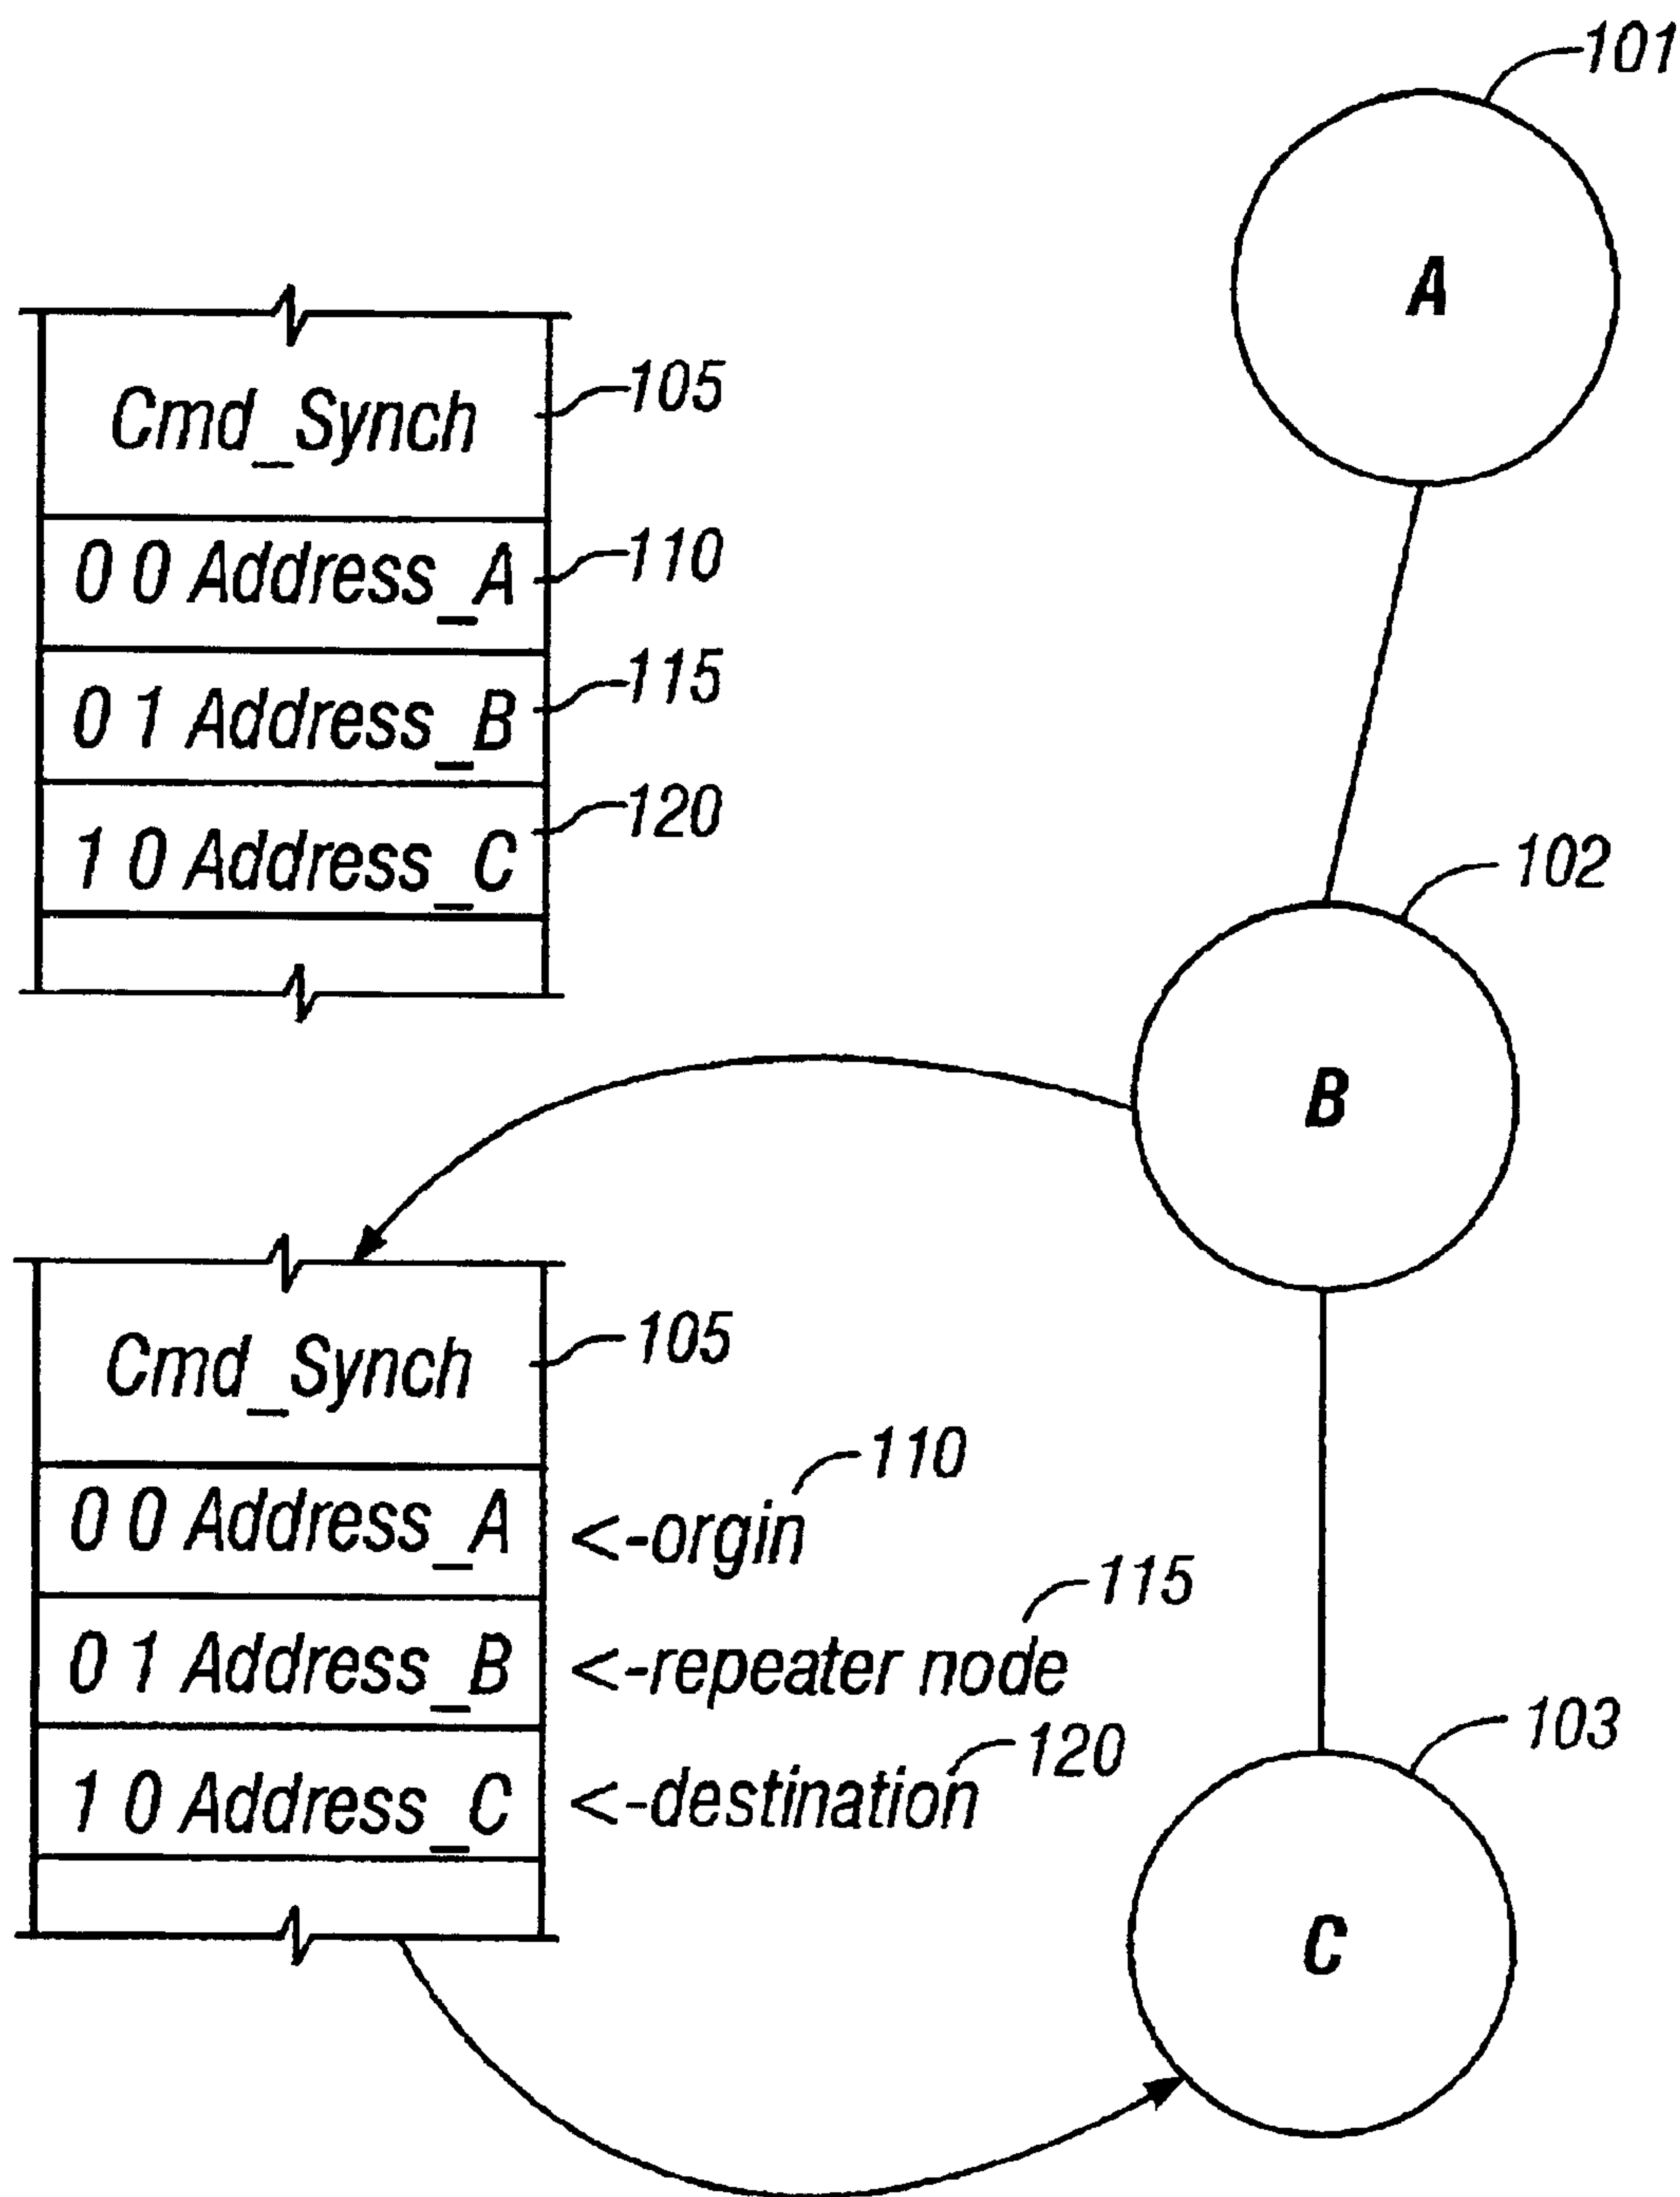 101
A
Cmd_Synch 105
0 0 Address_A 110
0 1 Address_B 115
1 0 Address_C 120
102
B
Cmd_Synch 105
110
0 0 Address_A <-orgin
115
0 1 Address_B <-repeater node
120
1 0 Address_C <-destination
103
C